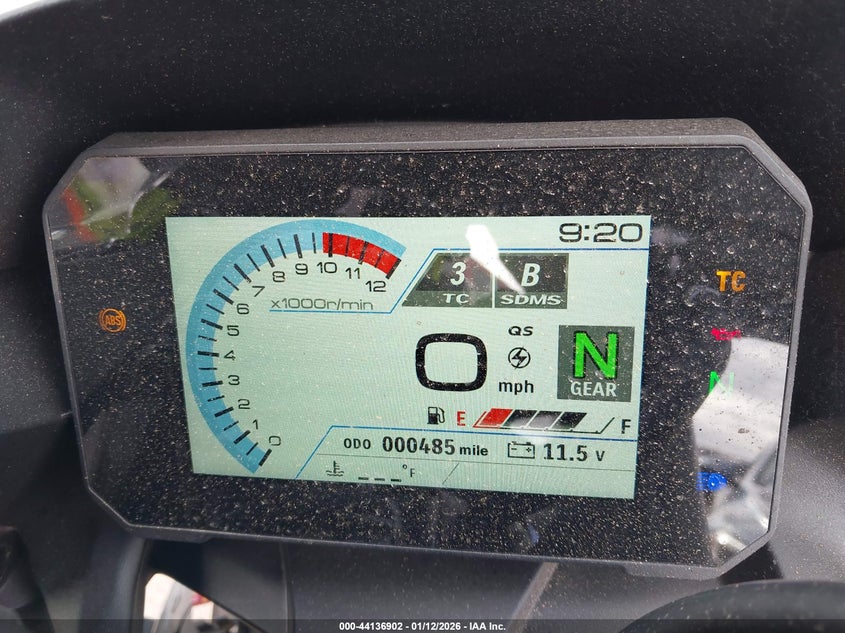 9:20
3 B
TC SDMS
0 1 2 3 4 5 6 7 8 9 10 11 12
x1000r/min
QS
0 mph
N
GEAR
E F
ODO 000485 mile 11.5 V
---°F
ABS
TC
N
000-44136902 - 01/12/2026 - IAA Inc.